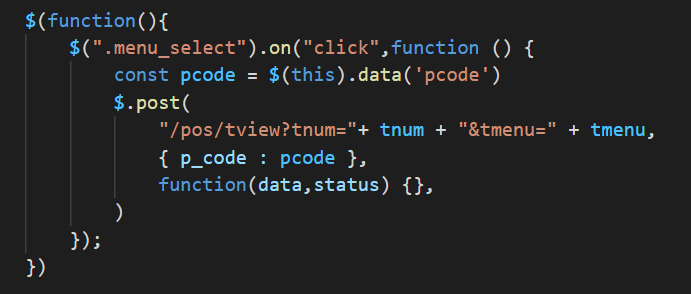 $(function(){
    $(".menu_select").on("click",function () {
        const pcode = $(this).data('pcode')
        $.post(
            "/pos/tview?tnum="+ tnum + "&tmenu=" + tmenu,
            { p_code : pcode },
            function(data,status) {},
        )
    });
})